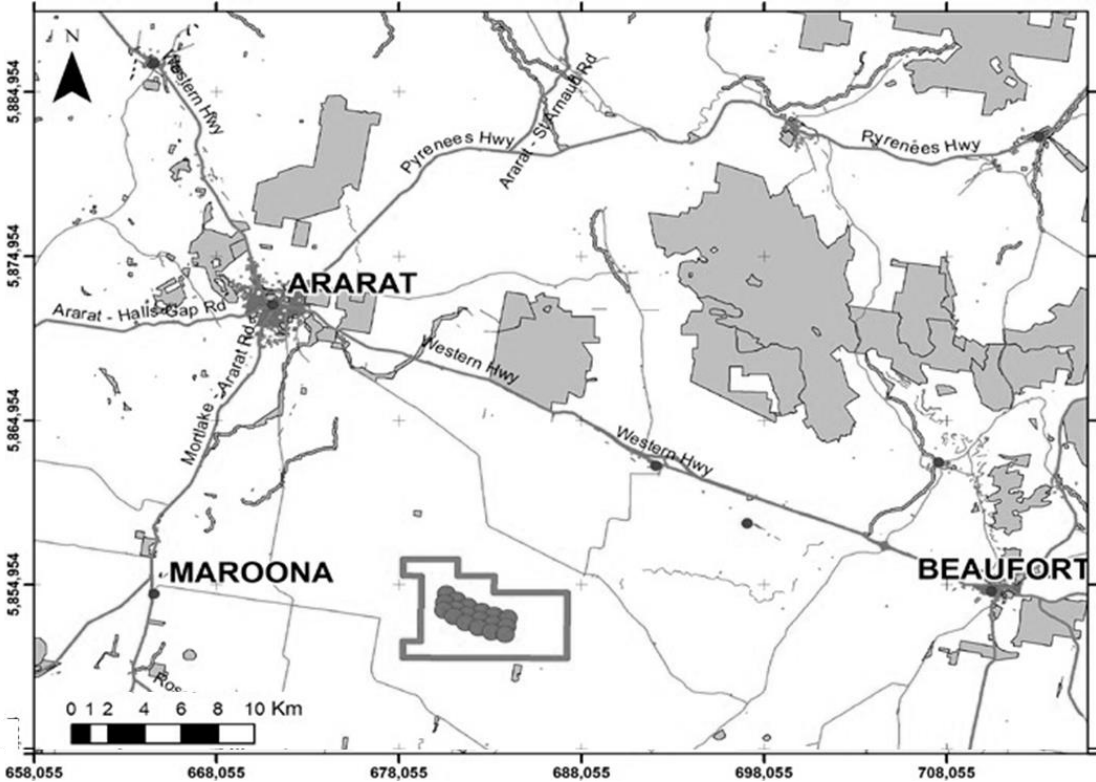 N
Western Hwy
5,884,954
Pyrenees Hwy
Ararat - StArnaud Rd
Pyrenees Hwy
5,874,954
ARARAT
Ararat - Halls Gap Rd
Mortlake - Ararat Rd
Western Hwy
5,864,954
Western Hwy
MAROONA
BEAUFORT
5,854,954
Ros
0 1 2 4 6 8 10 Km
658,055 668,055 678,055 688,055 698,055 708,055